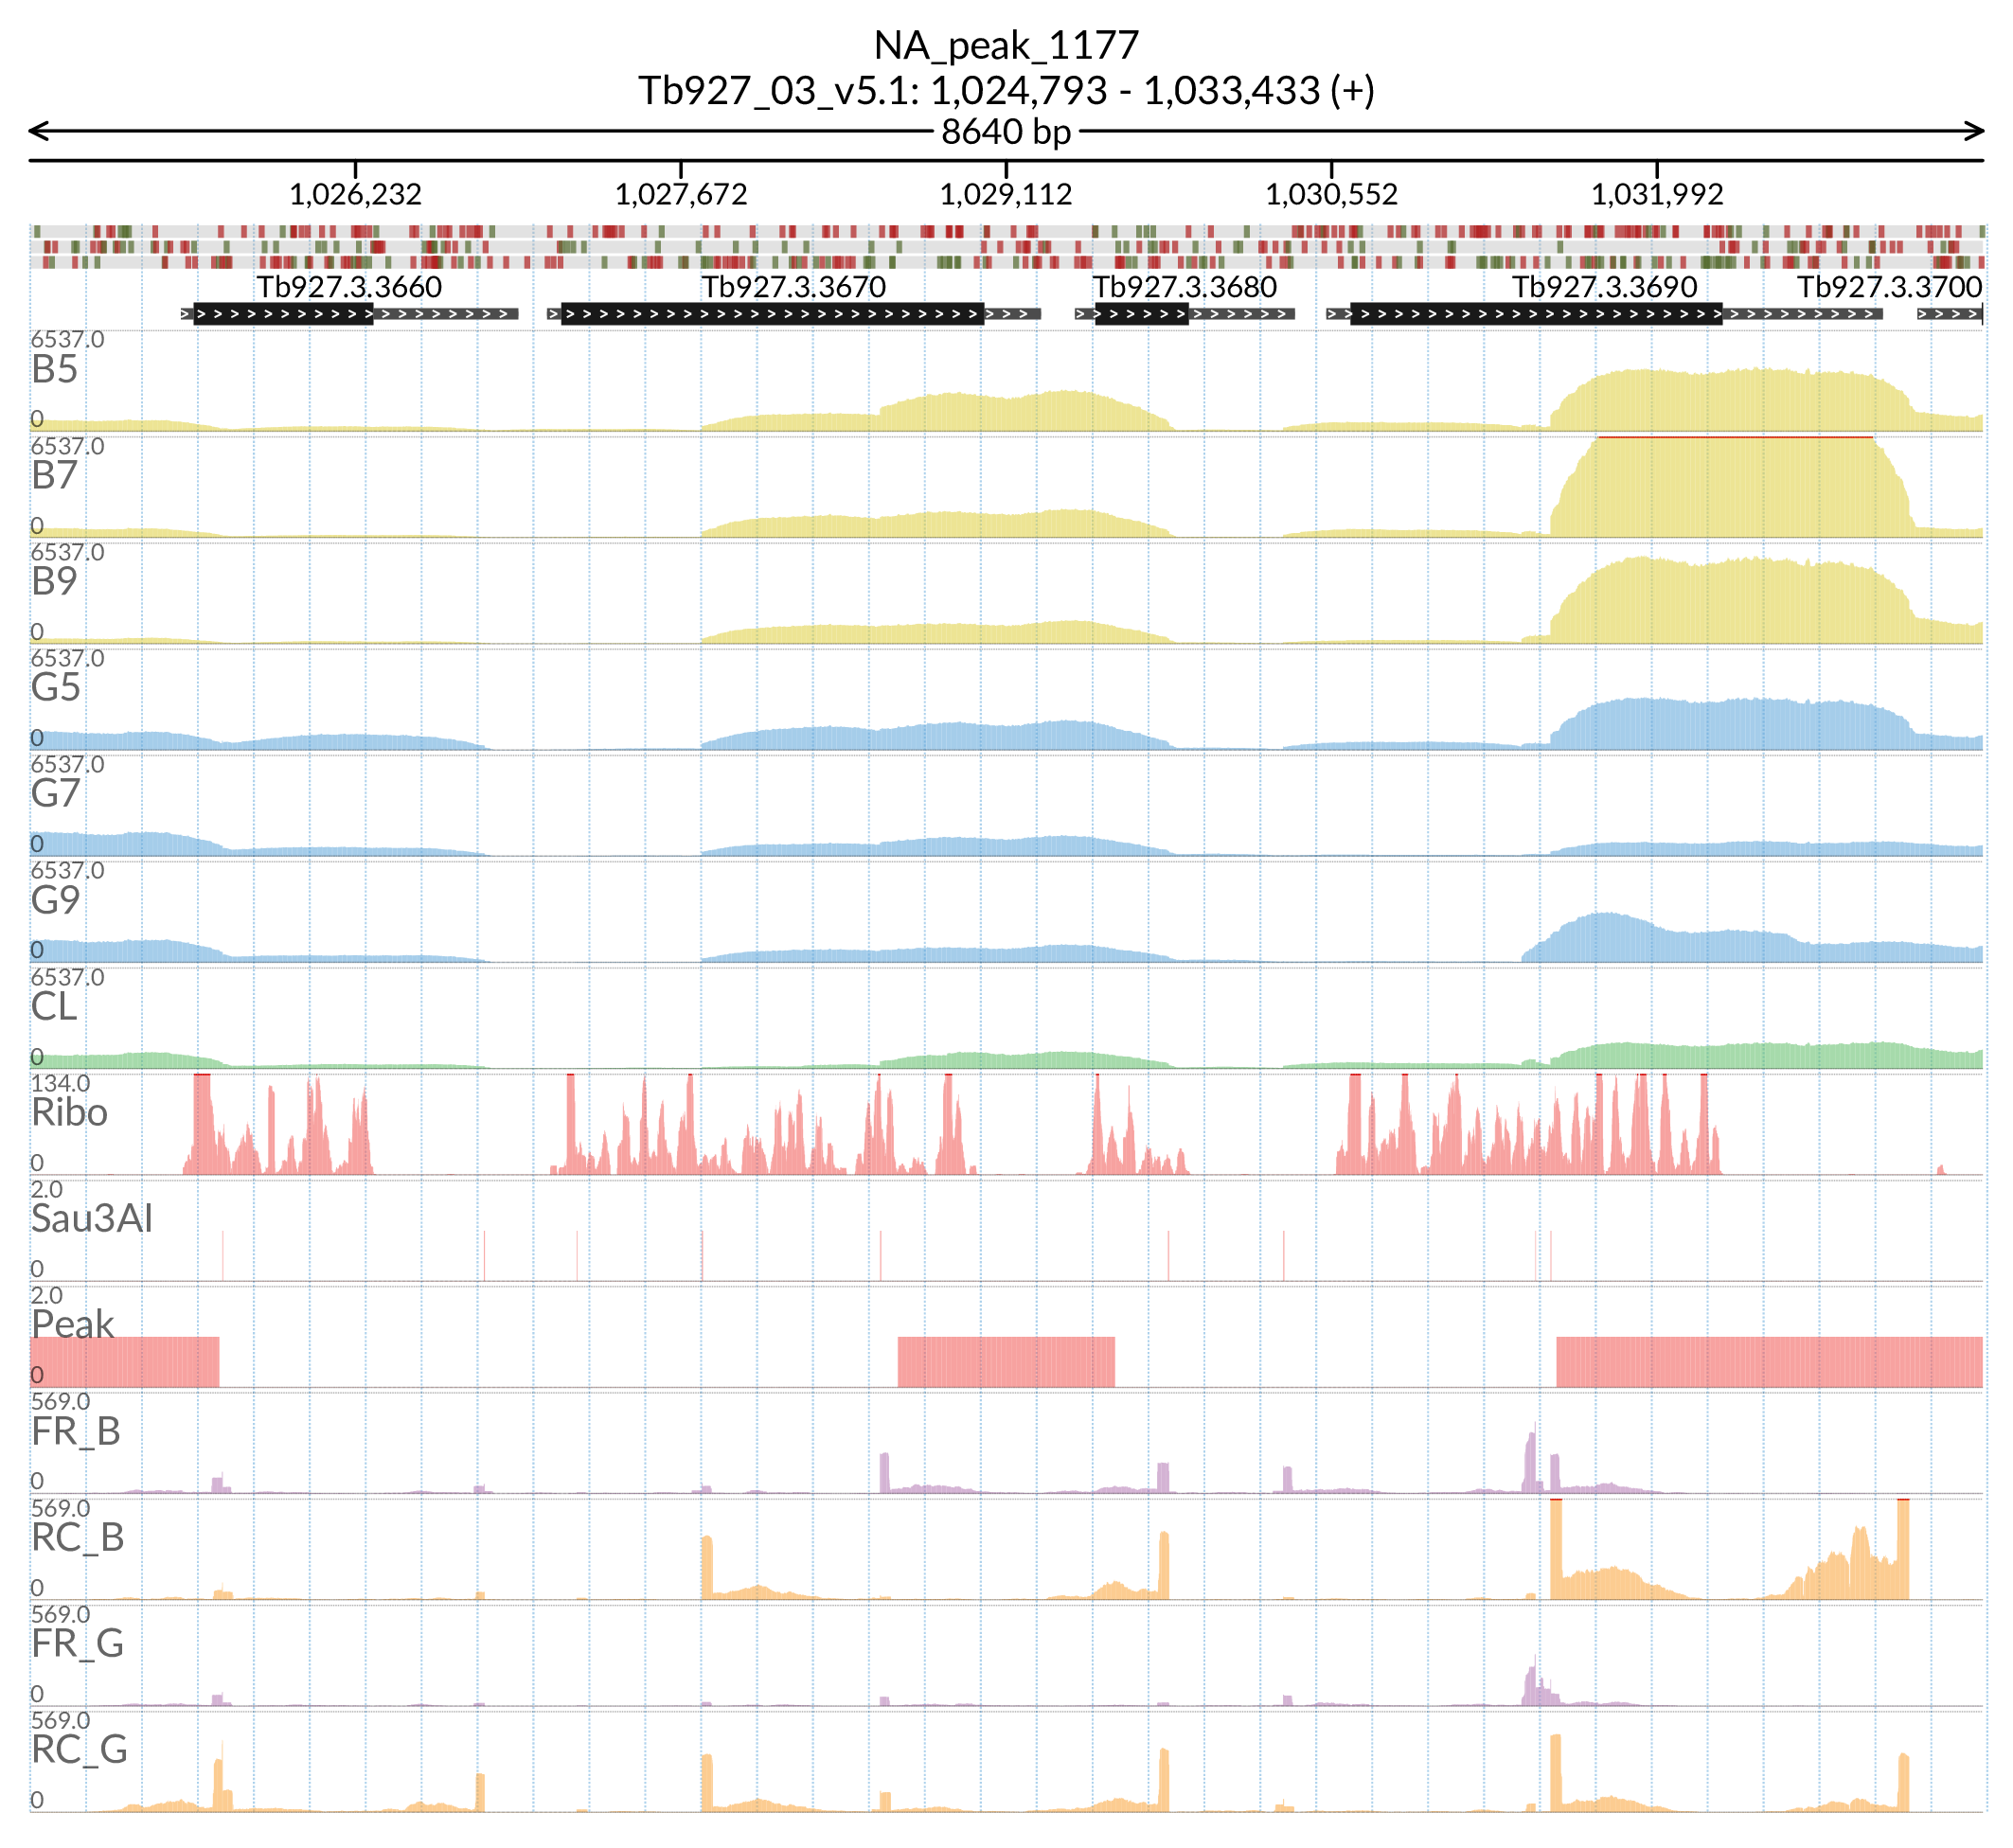 NA_peak_1177
Tb927_03_v5.1: 1,024,793 - 1,033,433 (+)
8640 bp
1,026,232 1,027,672 1,029,112 1,030,552 1,031,992
Tb927.3.3660 Tb927.3.3670 Tb927.3.3680 Tb927.3.3690 Tb927.3.3700
6537.0
B5
0
6537.0
B7
0
6537.0
B9
0
6537.0
G5
0
6537.0
G7
0
6537.0
G9
0
6537.0
CL
0
134.0
Ribo
0
2.0
Sau3AI
0
2.0
Peak
0
569.0
FR_B
0
569.0
RC_B
0
569.0
FR_G
0
569.0
RC_G
0